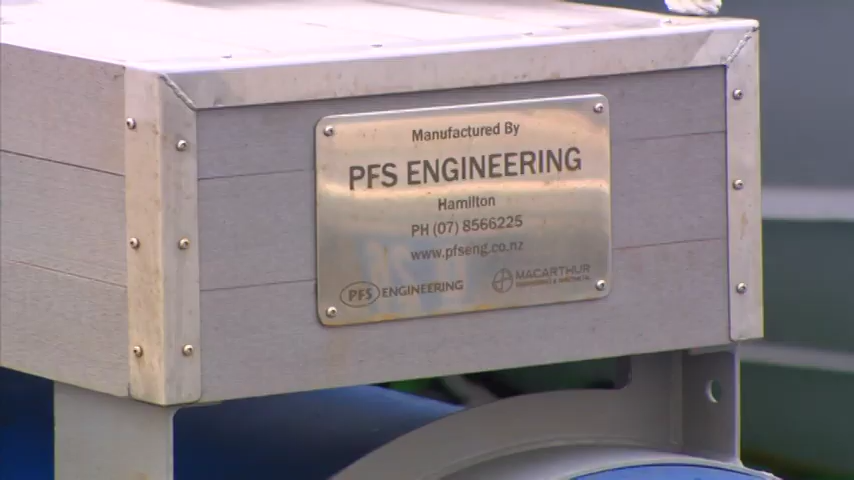 Manufactured By
PFS ENGINEERING
Hamilton
PH (07) 8566225
www.pfseng.co.nz
PFS ENGINEERING
MACARTHUR